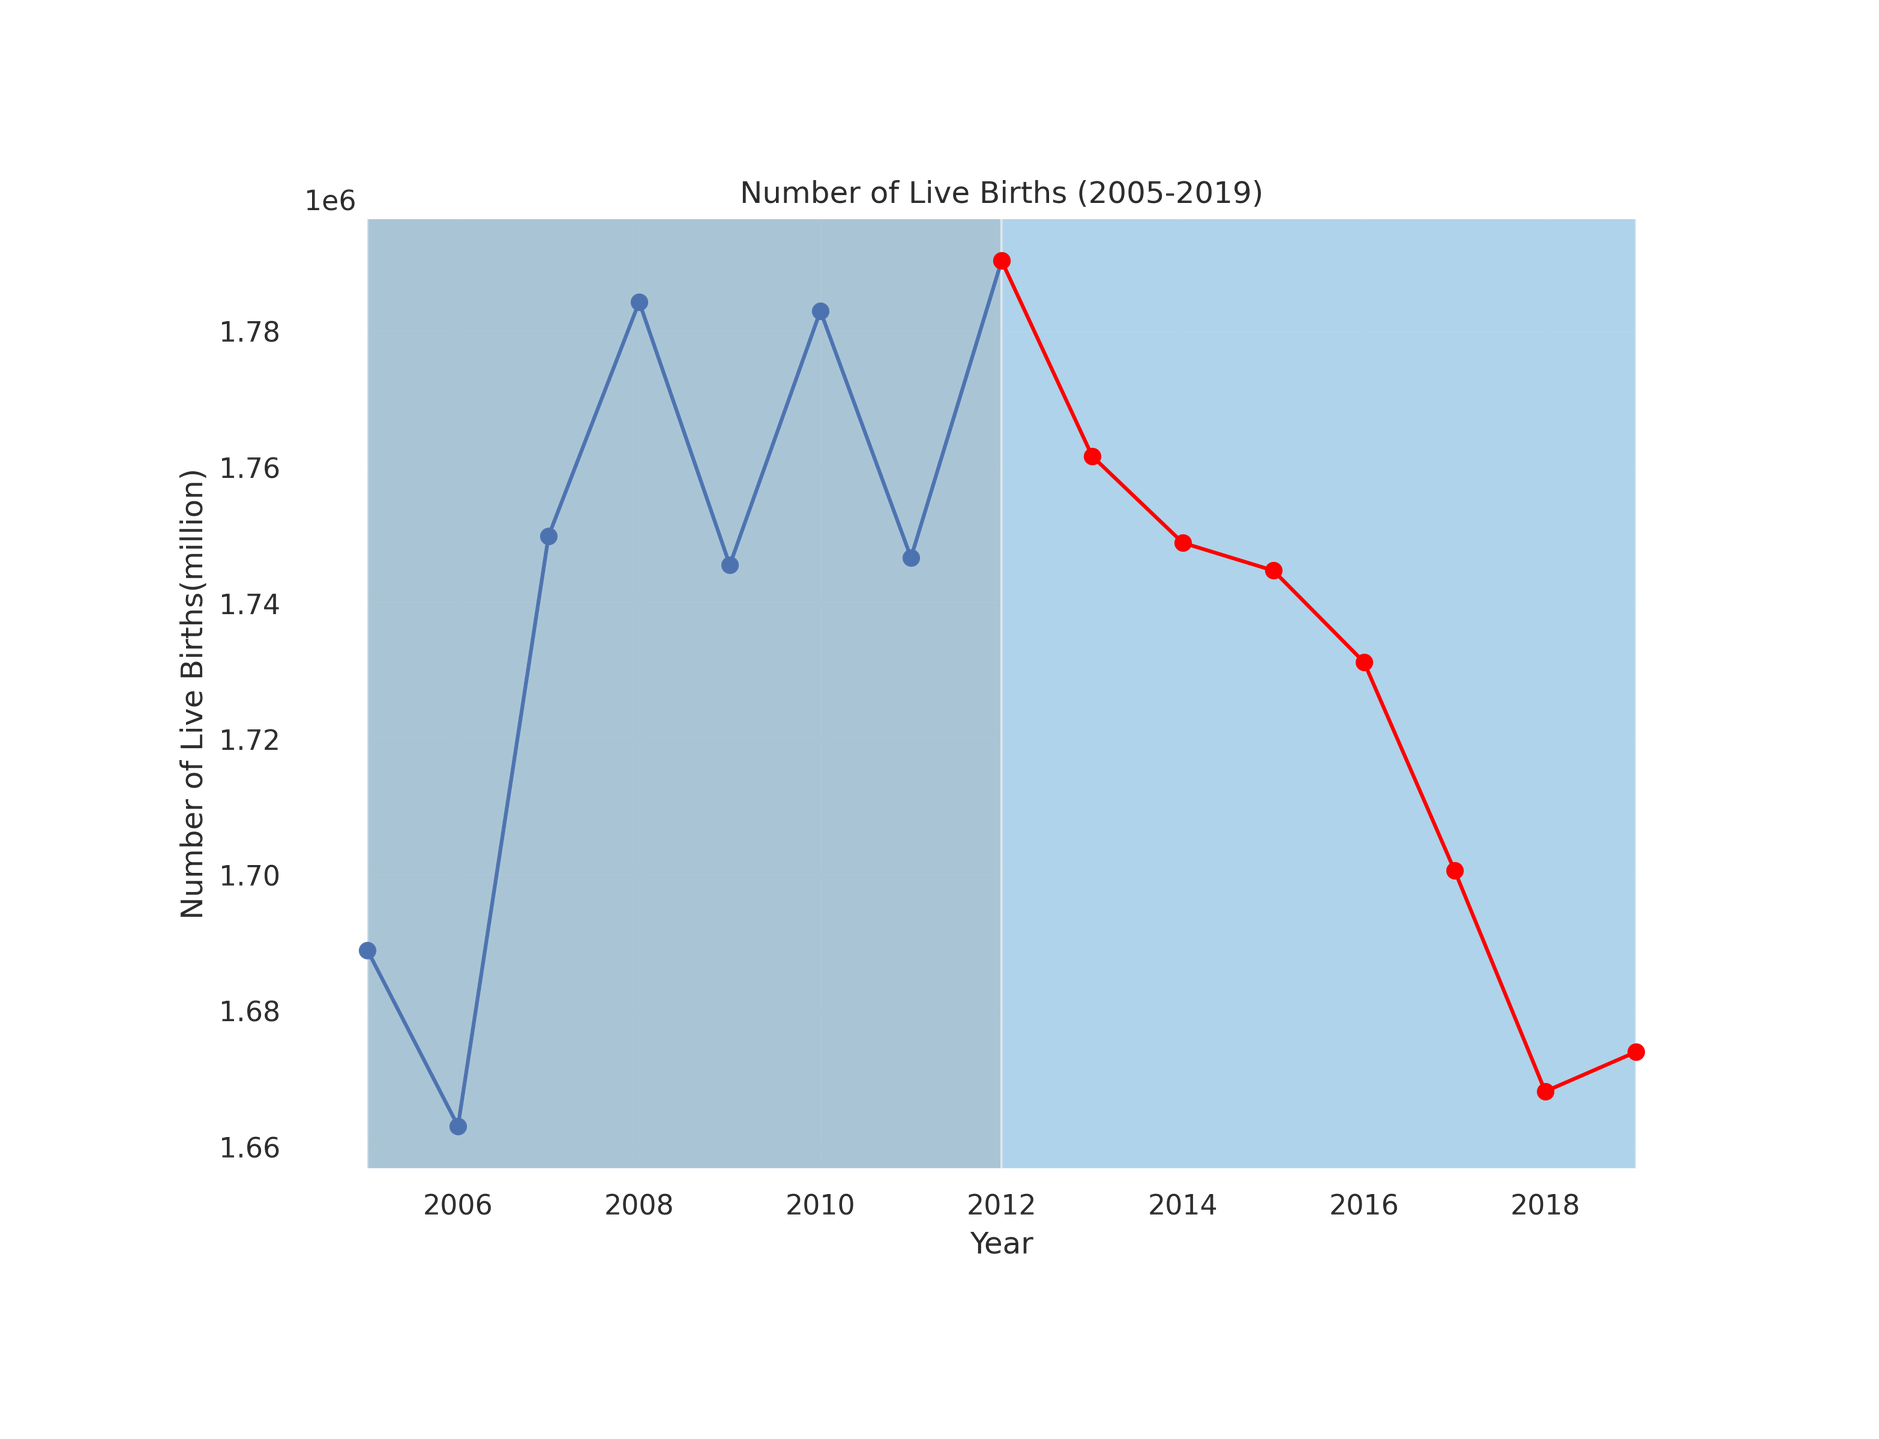 Number of Live Births (2005-2019)
1e6
1.78
1.76
1.74
1.72
1.70
1.68
1.66
Number of Live Births(million)
2006 2008 2010 2012 2014 2016 2018
Year